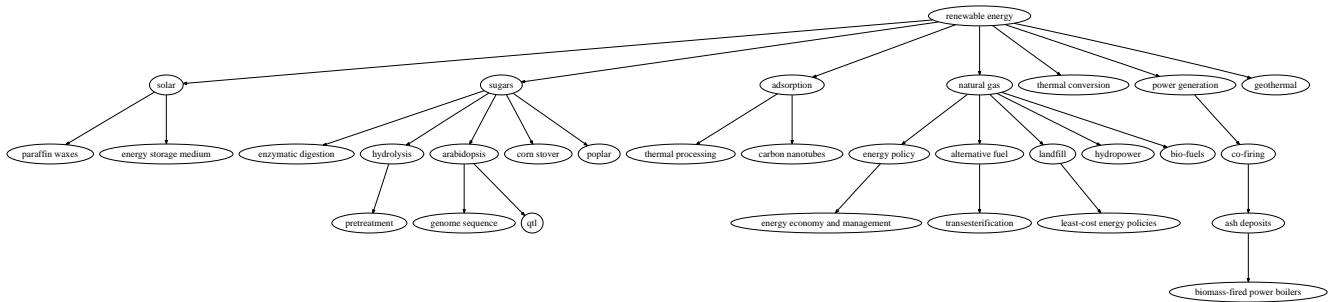 renewable energy
solar
sugars
adsorption
natural gas
thermal conversion
power generation
geothermal
paraffin waxes
energy storage medium
enzymatic digestion
hydrolysis
arabidopsis
corn stover
poplar
thermal processing
carbon nanotubes
energy policy
alternative fuel
landfill
hydropower
bio-fuels
co-firing
pretreatment
genome sequence
qtl
energy economy and management
transesterification
least-cost energy policies
ash deposits
biomass-fired power boilers